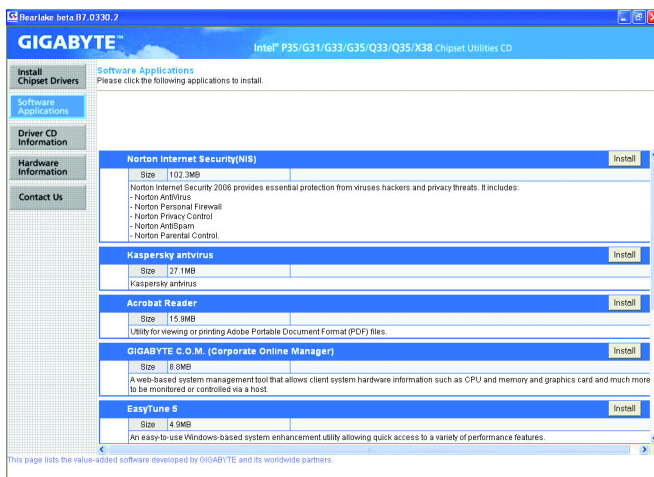 Bearlake beta B7.0330.2
GIGABYTE™
Intel® P35/G31/G33/G35/Q33/Q35/X38 Chipset Utilities CD
Install
Chipset Drivers
Software
Applications
Driver CD
Information
Hardware
Information
Contact Us
Software Applications
Please click the following applications to install.
Norton Internet Security(NIS) Install
Size 102.3MB
Norton Internet Security 2006 provides essential protection from viruses hackers and privacy threats. It includes:
- Norton AntiVirus
- Norton Personal Firewall
- Norton Privacy Control
- Norton AntiSpam
- Norton Parental Control.
Kaspersky antvirus Install
Size 27.1MB
Kaspersky antvirus
Acrobat Reader Install
Size 15.9MB
Utility for viewing or printing Adobe Portable Document Format (PDF) files.
GIGABYTE C.O.M. (Corporate Online Manager) Install
Size 8.8MB
A web-based system management tool that allows client system hardware information such as CPU and memory and graphics card and much more
to be monitored or controlled via a host.
EasyTune 5 Install
Size 4.9MB
An easy-to-use Windows-based system enhancement utility allowing quick access to a variety of performance features.
This page lists the value-added software developed by GIGABYTE and its worldwide partners.